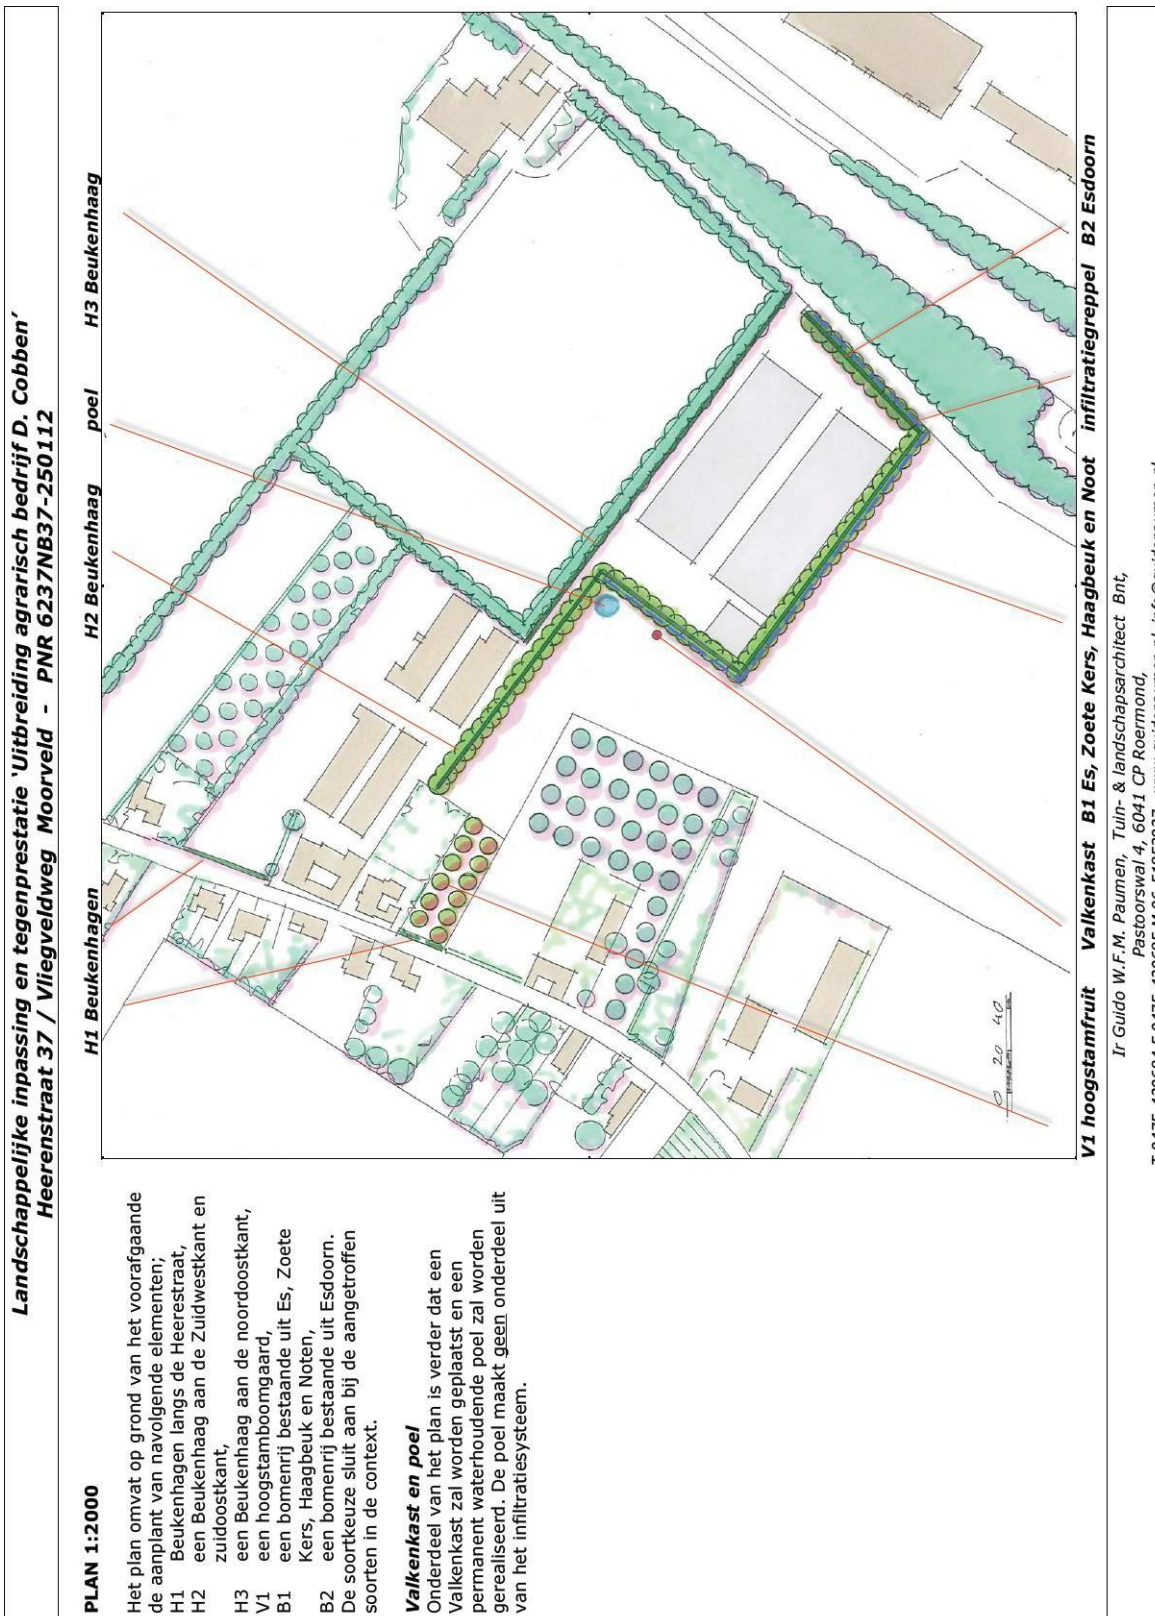 Landschappelijke inpassing en tegenprestatie ‘Uitbreiding agrarisch bedrijf D. Cobben’
Heerenstraat 37 / Vliegveldweg Moorveld - PNR 6237NB37-250112
PLAN 1:2000
Het plan omvat op grond van het voorafgaande
de aanplant van navolgende elementen;
H1 Beukenhagen langs de Heerestraat,
H2 een Beukenhaag aan de Zuidwestkant en
zuidoostkant,
H3 een Beukenhaag aan de noordoostkant,
V1 een hoogstamboomgaard,
B1 een bomenrij bestaande uit Es, Zoete
Kers, Haagbeuk en Noten,
B2 een bomenrij bestaande uit Esdoorn.
De soortkeuze sluit aan bij de aangetroffen
soorten in de context.
Valkenkast en poel
Onderdeel van het plan is verder dat een
Valkenkast zal worden geplaatst en een
permanent waterhoudende poel zal worden
gerealiseerd. De poel maakt geen onderdeel uit
van het infiltratiesysteem.
H1 Beukenhagen H2 Beukenhaag poel H3 Beukenhaag
0 20 40
V1 hoogstamfruit Valkenkast B1 Es, Zoete Kers, Haagbeuk en Noot infiltratiegreppel B2 Esdoorn
Ir Guido W.F.M. Paumen, Tuin- & landschapsarchitect Bnt,
Pastoorswal 4, 6041 CP Roermond,